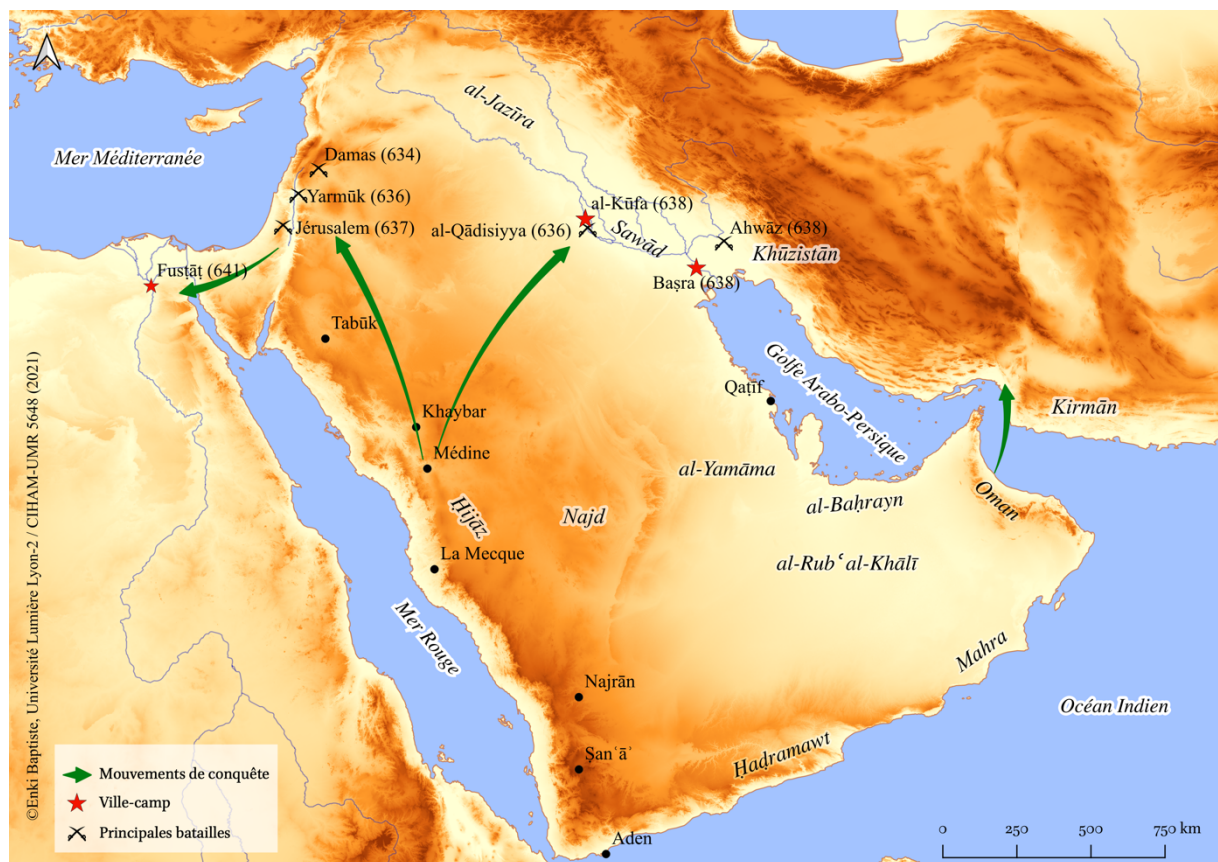 al-Jazīra
Mer Méditerranée
Damas (634)
Yarmūk (636)
al-Kūfa (638)
Jérusalem (637)
al-Qādisiyya (636)
Sawād
Ahwāz (638)
Khūzistān
Fusṭāṭ (641)
Baṣra (638)
Tabūk
Golfe Arabo-Persique
Qaṭīf
Khaybar
Kirmān
Médine
al-Yamāma
al-Baḥrayn
Oman
Ḥijāz
Najd
La Mecque
al-Rubʿ al-Khālī
Mer Rouge
Mahra
Najrān
Océan Indien
Ṣanʿāʾ
Ḥaḍramawt
Aden
©Enki Baptiste, Université Lumière Lyon-2 / CIHAM-UMR 5648 (2021)
Mouvements de conquête
Ville-camp
Principales batailles
0 250 500 750 km